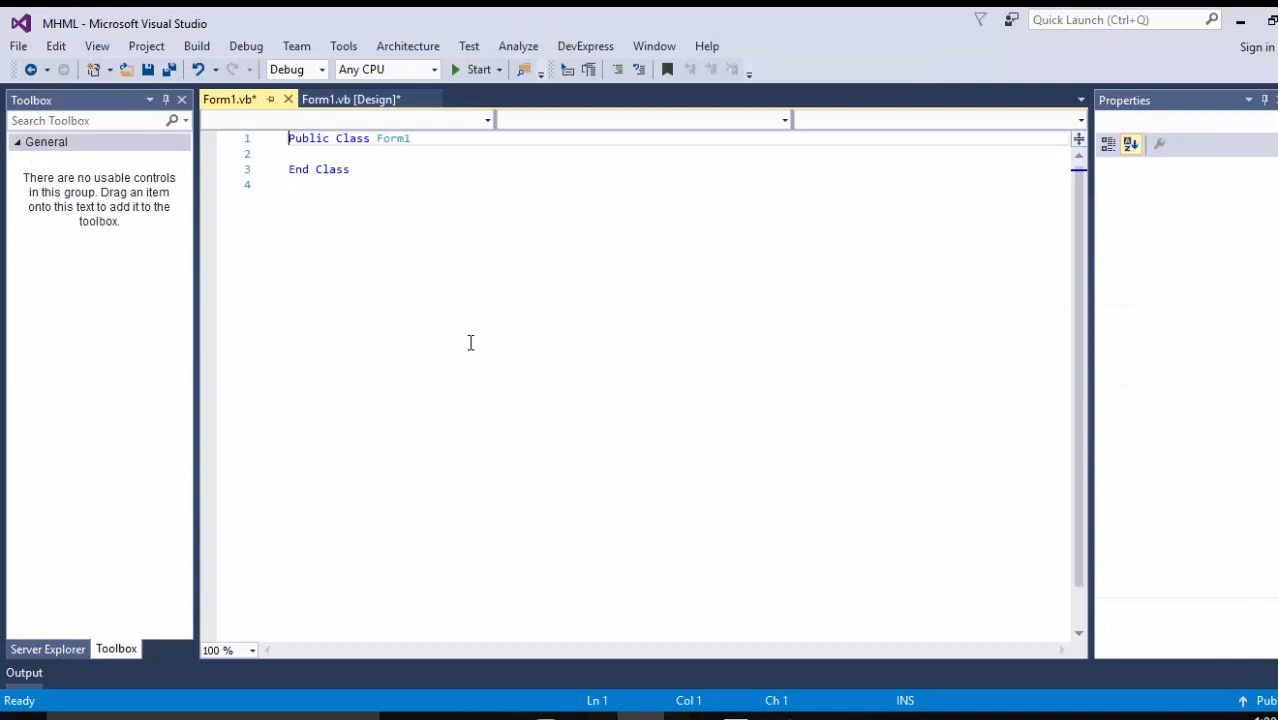 MHML - Microsoft Visual Studio
Quick Launch (Ctrl+Q)
File Edit View Project Build Debug Team Tools Architecture Test Analyze DevExpress Window Help
Sign in
Debug Any CPU Start
Toolbox
Form1.vb* Form1.vb [Design]*
Properties
Search Toolbox
General
There are no usable controls
in this group. Drag an item
onto this text to add it to the
toolbox.
1 Public Class Form1
2
3 End Class
4
Server Explorer Toolbox
100 %
Output
Ready Ln 1 Col 1 Ch 1 INS Pub